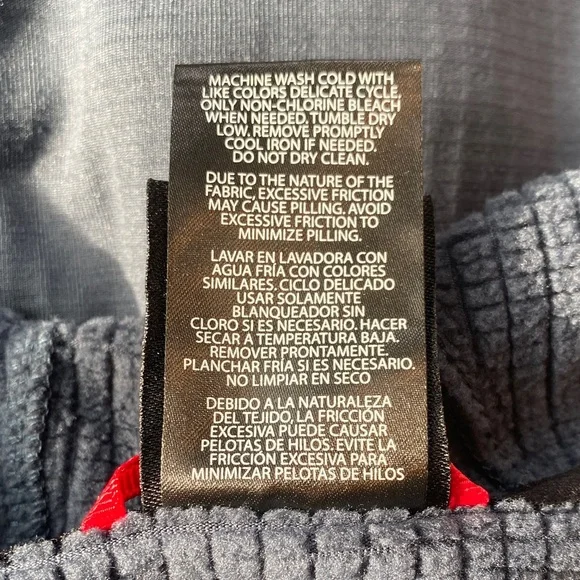 MACHINE WASH COLD WITH
LIKE COLORS DELICATE CYCLE,
ONLY NON-CHLORINE BLEACH
WHEN NEEDED. TUMBLE DRY
LOW. REMOVE PROMPTLY
COOL IRON IF NEEDED.
DO NOT DRY CLEAN.
DUE TO THE NATURE OF THE
FABRIC, EXCESSIVE FRICTION
MAY CAUSE PILLING. AVOID
EXCESSIVE FRICTION TO
MINIMIZE PILLING.
LAVAR EN LAVADORA CON
AGUA FRÍA CON COLORES
SIMILARES. CICLO DELICADO
USAR SOLAMENTE
BLANQUEADOR SIN
CLORO SI ES NECESARIO. HACER
SECAR A TEMPERATURA BAJA.
REMOVER PRONTAMENTE.
PLANCHAR FRÍA SI ES NECESARIO.
NO LIMPIAR EN SECO
DEBIDO A LA NATURALEZA
DEL TEJIDO, LA FRICCIÓN
EXCESIVA PUEDE CAUSAR
PELOTAS DE HILOS. EVITE LA
FRICCIÓN EXCESIVA PARA
MINIMIZAR PELOTAS DE HILOS